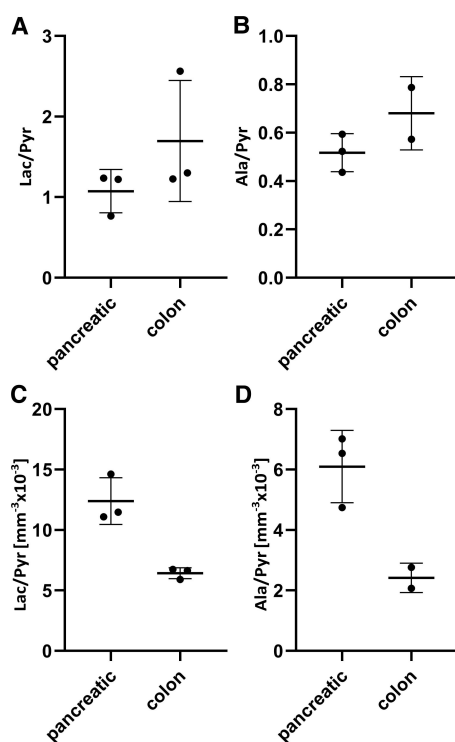 A
Lac/Pyr
3
2
1
0
pancreatic
colon
B
Ala/Pyr
1.0
0.8
0.6
0.4
0.2
0.0
pancreatic
colon
C
Lac/Pyr [mm⁻³x10⁻³]
20
15
10
5
0
pancreatic
colon
D
Ala/Pyr [mm⁻³x10⁻³]
8
6
4
2
0
pancreatic
colon